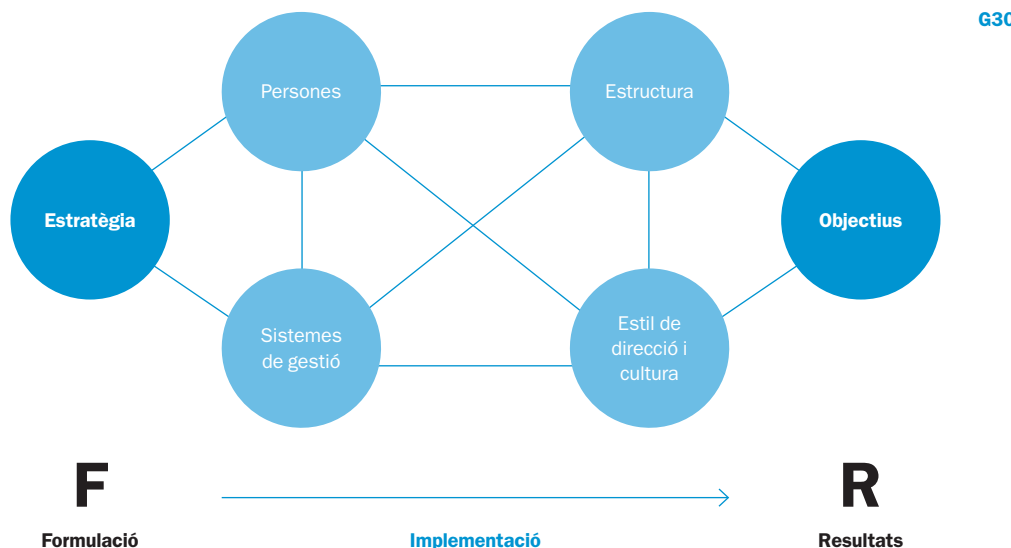 G30
Persones
Estructura
Estratègia
Objectius
Sistemes
de gestió
Estil de
direcció i
cultura
F
R
Formulació
Implementació
Resultats